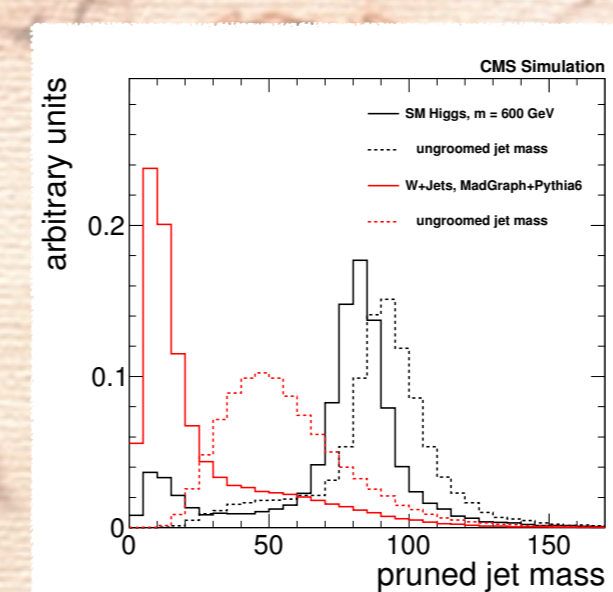 CMS Simulation
arbitrary units
SM Higgs, m = 600 GeV
ungroomed jet mass
W+Jets, MadGraph+Pythia6
ungroomed jet mass
0.2
0.1
0
0 50 100 150
pruned jet mass